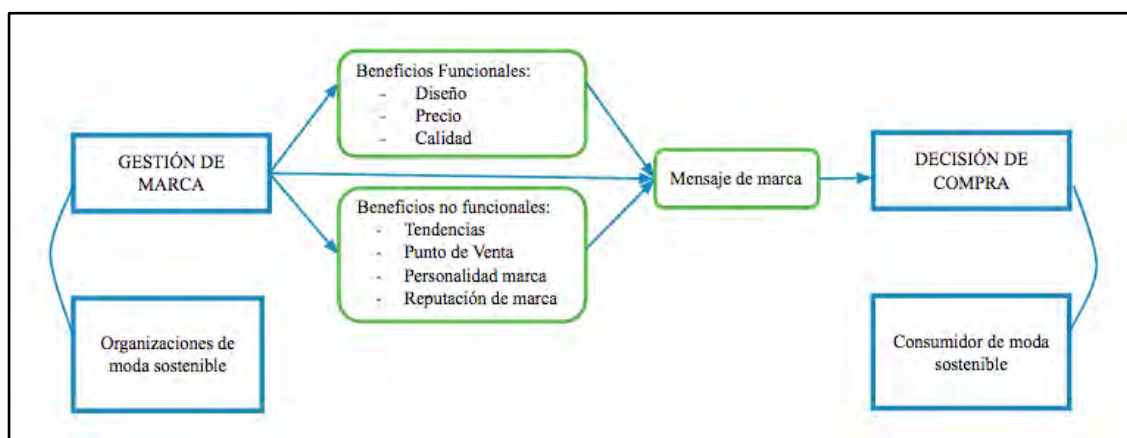 Beneficios Funcionales:
- Diseño
- Precio
- Calidad
GESTIÓN DE
MARCA
Mensaje de marca
DECISIÓN DE
COMPRA
Beneficios no funcionales:
- Tendencias
- Punto de Venta
- Personalidad marca
- Reputación de marca
Organizaciones de
moda sostenible
Consumidor de moda
sostenible